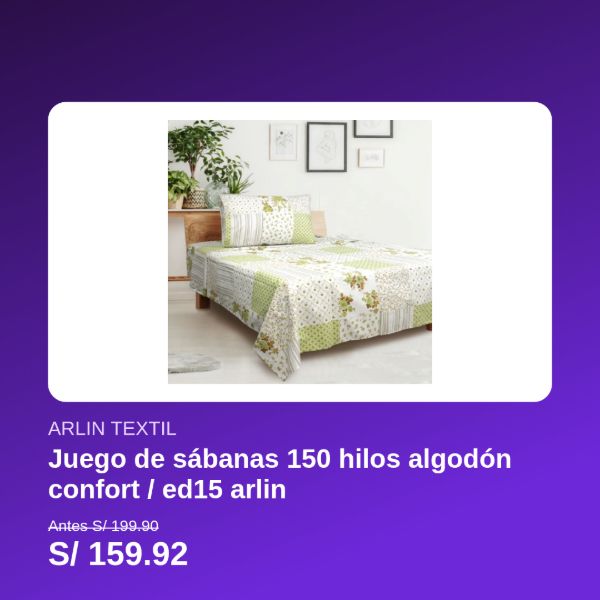 ARLIN TEXTIL
Juego de sábanas 150 hilos algodón
confort / ed15 arlin
Antes S/ 199.90
S/ 159.92